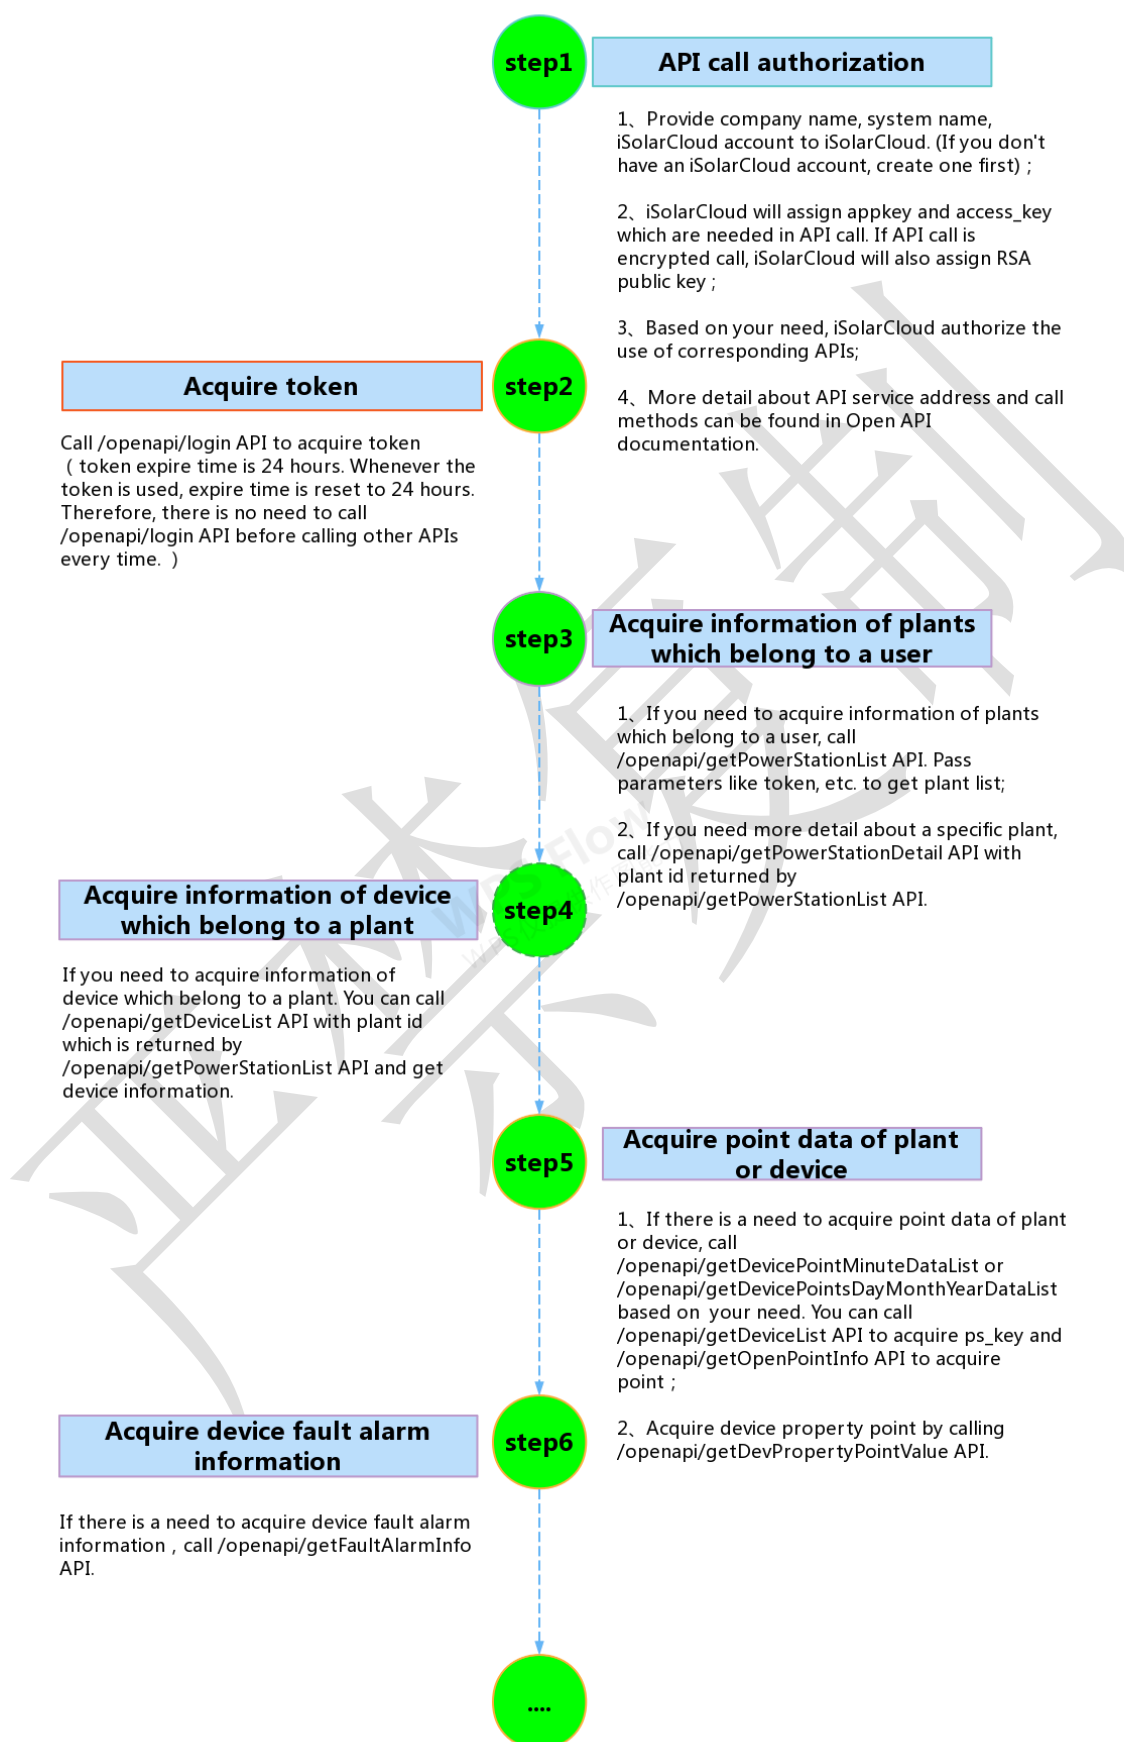 step1
API call authorization
1、Provide company name, system name,
iSolarCloud account to iSolarCloud. (If you don't
have an iSolarCloud account, create one first) ;
2、iSolarCloud will assign appkey and access_key
which are needed in API call. If API call is
encrypted call, iSolarCloud will also assign RSA
public key ;
3、Based on your need, iSolarCloud authorize the
use of corresponding APIs;
4、More detail about API service address and call
methods can be found in Open API
documentation.
step2
Acquire token
Call /openapi/login API to acquire token
（ token expire time is 24 hours. Whenever the
token is used, expire time is reset to 24 hours.
Therefore, there is no need to call
/openapi/login API before calling other APIs
every time. ）
step3
Acquire information of plants
which belong to a user
1、If you need to acquire information of plants
which belong to a user, call
/openapi/getPowerStationList API. Pass
parameters like token, etc. to get plant list;
2、If you need more detail about a specific plant,
call /openapi/getPowerStationDetail API with
plant id returned by
/openapi/getPowerStationList API.
step4
Acquire information of device
which belong to a plant
If you need to acquire information of
device which belong to a plant. You can call
/openapi/getDeviceList API with plant id
which is returned by
/openapi/getPowerStationList API and get
device information.
step5
Acquire point data of plant
or device
1、If there is a need to acquire point data of plant
or device, call
/openapi/getDevicePointMinuteDataList or
/openapi/getDevicePointsDayMonthYearDataList
based on  your need. You can call
/openapi/getDeviceList API to acquire ps_key and
/openapi/getOpenPointInfo API to acquire
point ;
2、Acquire device property point by calling
/openapi/getDevPropertyPointValue API.
step6
Acquire device fault alarm
information
If there is a need to acquire device fault alarm
information , call /openapi/getFaultAlarmInfo
API.
....
严禁复制
WPS Flow